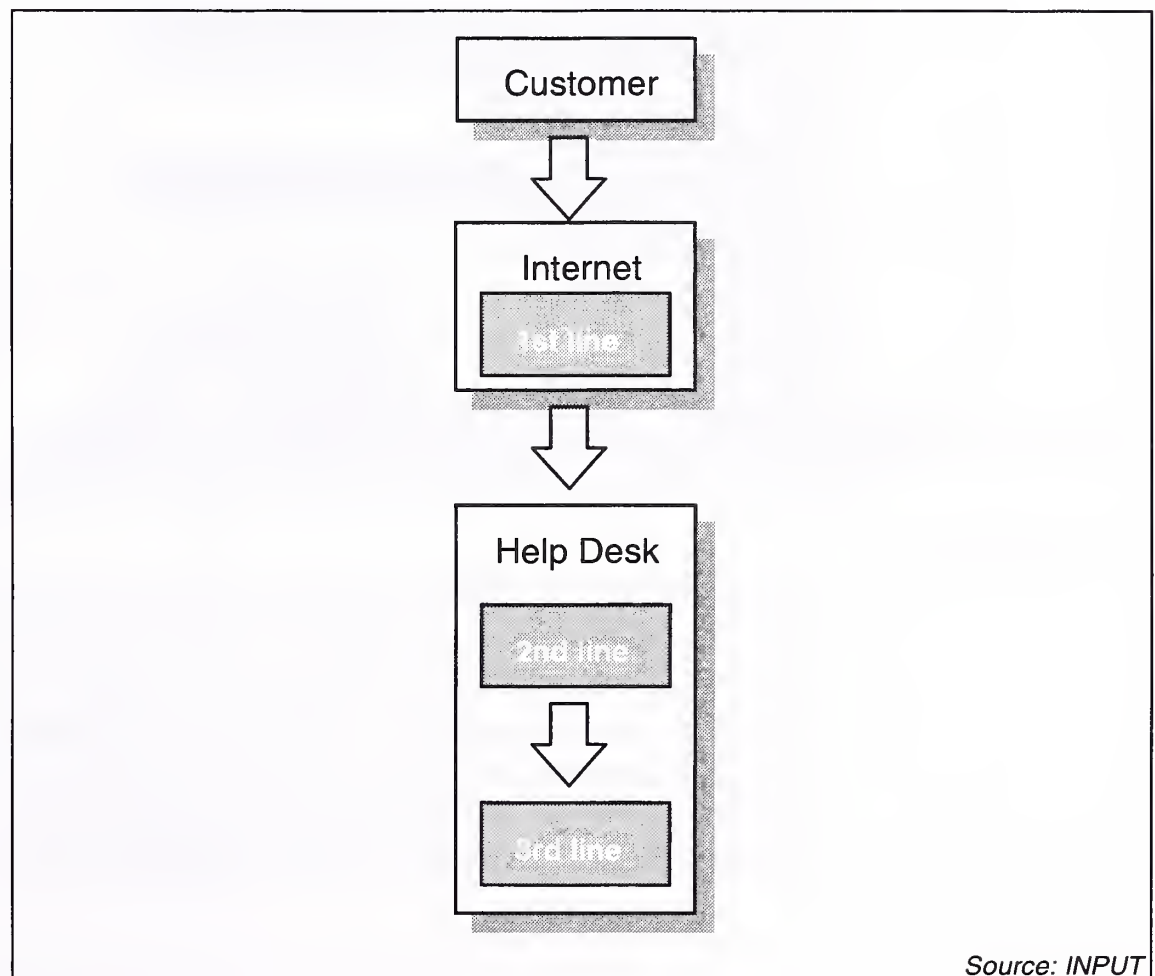 Customer
Internet
1st line
Help Desk
2nd line
3rd line
Source: INPUT